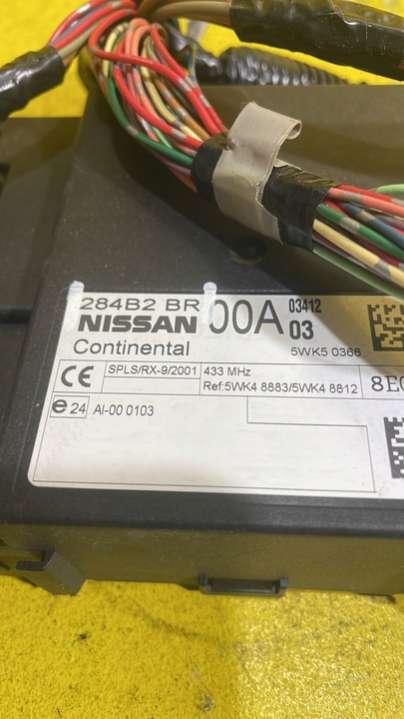 284B2 BR 00A 03412
NISSAN 03
Continental 5WK5 0366
CE SPLS/RX-9/2001 433 MHz
Ref:5WK4 8883/5WK4 8812
e 24 AI-00 0103